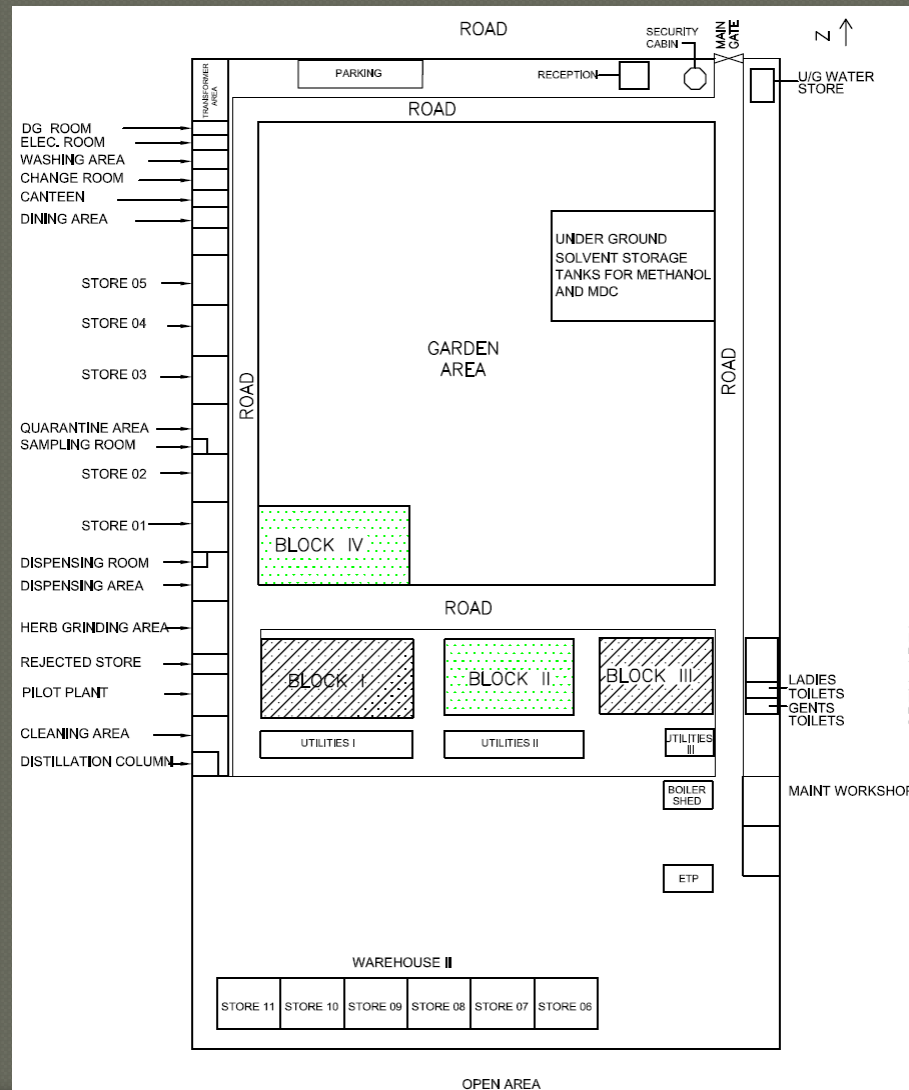 ROAD
SECURITY
CABIN
MAIN
GATE
N
TRANSFORMER
AREA
PARKING
RECEPTION
U/G WATER
STORE
ROAD
DG ROOM
ELEC. ROOM
WASHING AREA
CHANGE ROOM
CANTEEN
DINING AREA
UNDER GROUND
SOLVENT STORAGE
TANKS FOR METHANOL
AND MDC
STORE 05
STORE 04
STORE 03
GARDEN
AREA
ROAD
ROAD
QUARANTINE AREA
SAMPLING ROOM
STORE 02
STORE 01
BLOCK IV
DISPENSING ROOM
DISPENSING AREA
ROAD
HERB GRINDING AREA
REJECTED STORE
PILOT PLANT
BLOCK I
BLOCK II
BLOCK III
LADIES
TOILETS
GENTS
TOILETS
CLEANING AREA
UTILITIES I
UTILITIES II
UTILITIES
III
DISTILLATION COLUMN
BOILER
SHED
MAINT WORKSHOP
ETP
WAREHOUSE II
STORE 11
STORE 10
STORE 09
STORE 08
STORE 07
STORE 06
OPEN AREA